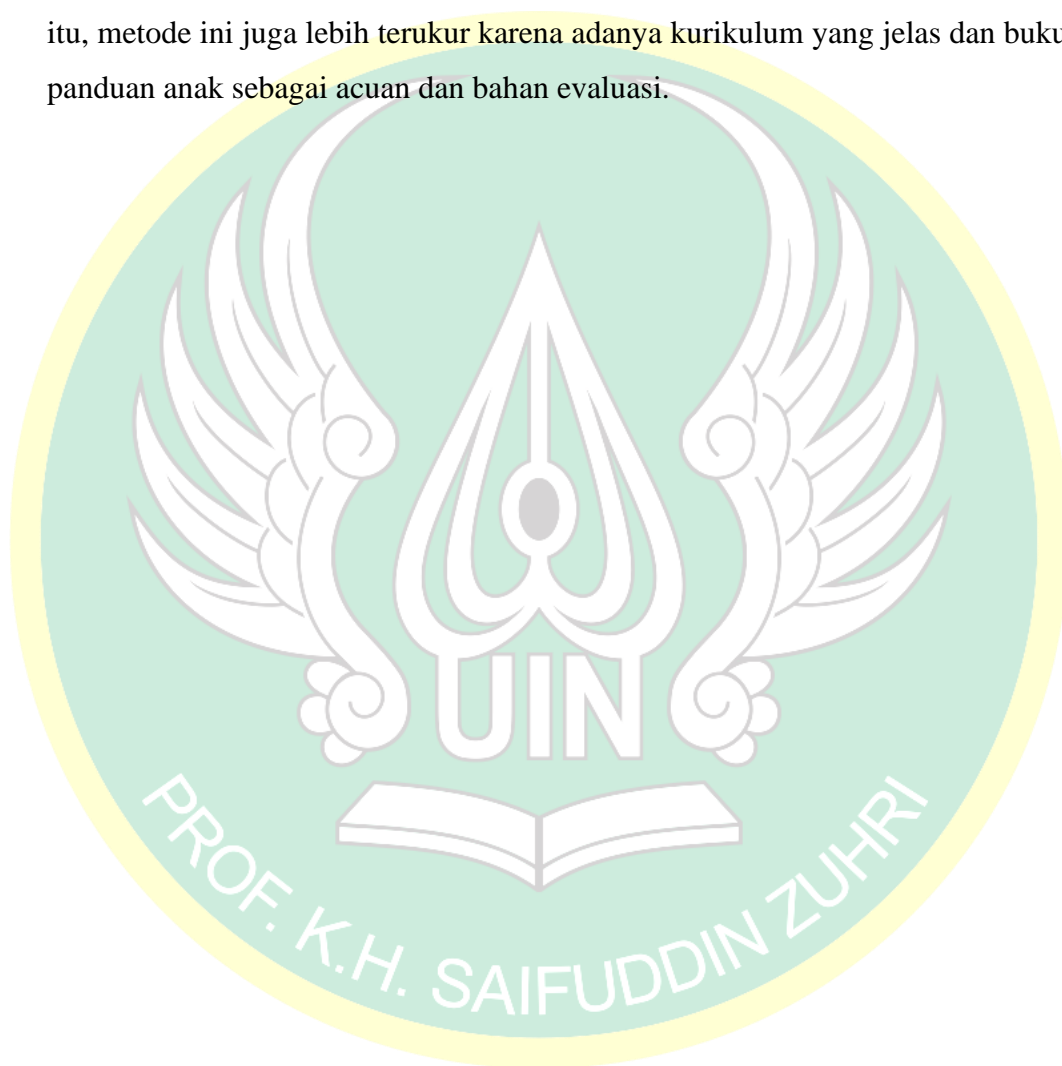 itu, metode ini juga lebih terukur karena adanya kurikulum yang jelas dan buku
panduan anak sebagai acuan dan bahan evaluasi.
UIN
PROF. K.H. SAIFUDDIN ZUHRI